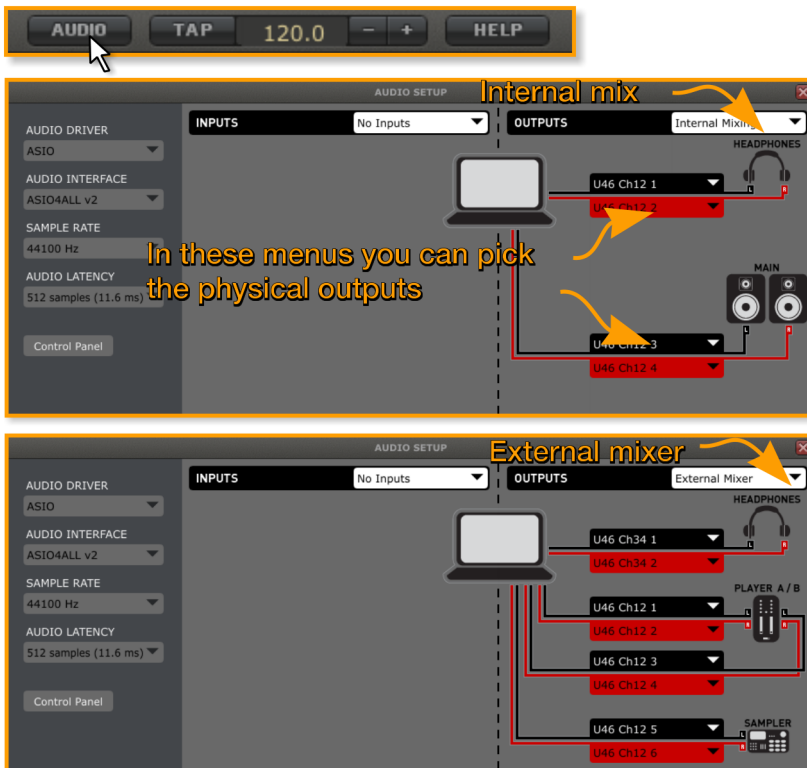 AUDIO TAP 120.0 - + HELP
AUDIO SETUP
Internal mix
INPUTS No Inputs OUTPUTS Internal Mixing
AUDIO DRIVER
ASIO
HEADPHONES
AUDIO INTERFACE
ASIO4ALL v2
U46 Ch12 1
L R
U46 Ch12 2
SAMPLE RATE
44100 Hz
In these menus you can pick
the physical outputs
AUDIO LATENCY
512 samples (11.6 ms)
MAIN
L R
Control Panel
U46 Ch12 3
U46 Ch12 4
AUDIO SETUP
External mixer
INPUTS No Inputs OUTPUTS External Mixer
AUDIO DRIVER
ASIO
HEADPHONES
AUDIO INTERFACE
ASIO4ALL v2
U46 Ch34 1
L R
U46 Ch34 2
SAMPLE RATE
44100 Hz
PLAYER A / B
U46 Ch12 1
L L
U46 Ch12 2
R R
AUDIO LATENCY
512 samples (11.6 ms)
U46 Ch12 3
U46 Ch12 4
Control Panel
SAMPLER
U46 Ch12 5
L
U46 Ch12 6
R